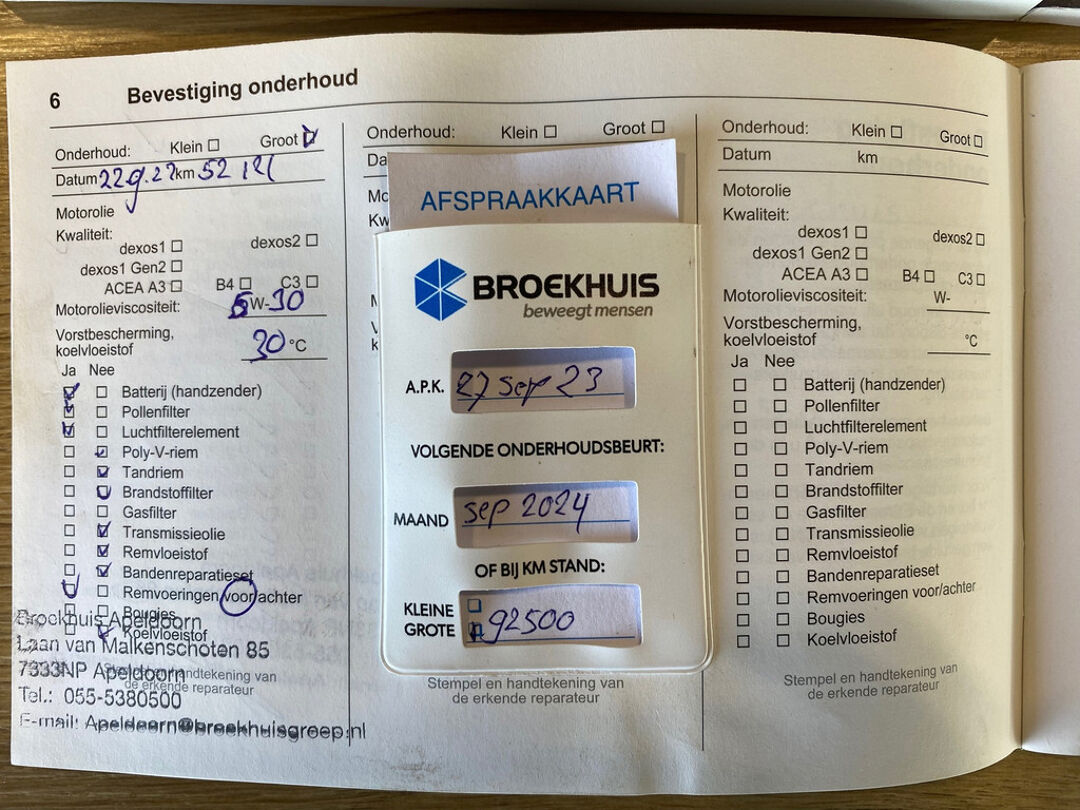 6 Bevestiging onderhoud
Onderhoud: Klein Groot
Datum 22.9.22 km 52 121
Motorolie
Kwaliteit:
dexos1 dexos2
dexos1 Gen2
ACEA A3 B4 C3
Motorolieviscositeit: 5W-30
Vorstbescherming,
koelvloeistof 30 °C
Ja Nee
Batterij (handzender)
Pollenfilter
Luchtfilterelement
Poly-V-riem
Tandriem
Brandstoffilter
Gasfilter
Transmissieolie
Remvloeistof
Bandenreparatieset
Remvoeringen voor/achter
Bougies
Koelvloeistof
Stempel en handtekening van
de erkende reparateur
Broekhuis Apeldoorn
Laan van Malkenschoten 85
7333NP Apeldoorn
Tel.: 055-5380500
E-mail: Apeldoorn@broekhuisgroep.nl
Onderhoud: Klein Groot
Da
Mo
Kw
M
V
k
AFSPRAAKKAART
BROEKHUIS
beweegt mensen
A.P.K. 27 sep 23
VOLGENDE ONDERHOUDSBEURT:
MAAND sep 2024
OF BIJ KM STAND:
KLEINE
GROTE 92500
Stempel en handtekening van
de erkende reparateur
Onderhoud: Klein Groot
Datum km
Motorolie
Kwaliteit:
dexos1 dexos2
dexos1 Gen2
ACEA A3 B4 C3
Motorolieviscositeit: W-
Vorstbescherming,
koelvloeistof °C
Ja Nee
Batterij (handzender)
Pollenfilter
Luchtfilterelement
Poly-V-riem
Tandriem
Brandstoffilter
Gasfilter
Transmissieolie
Remvloeistof
Bandenreparatieset
Remvoeringen voor/achter
Bougies
Koelvloeistof
Stempel en handtekening van
de erkende reparateur